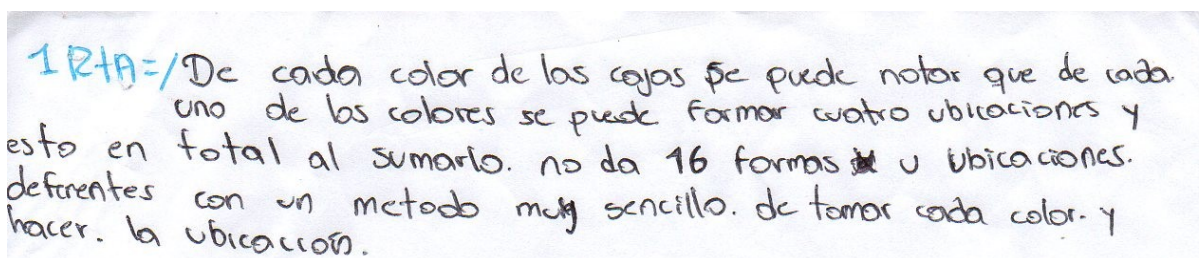 1 RtA=/De cada color de las cajas se puede notar que de cada.
uno de los colores se puede formar cuatro ubicaciones y
esto en total al sumarlo. no da 16 formas u ubicaciones.
deferentes con un metodo muy sencillo. de tomar cada color. y
hacer. la ubicaccion.